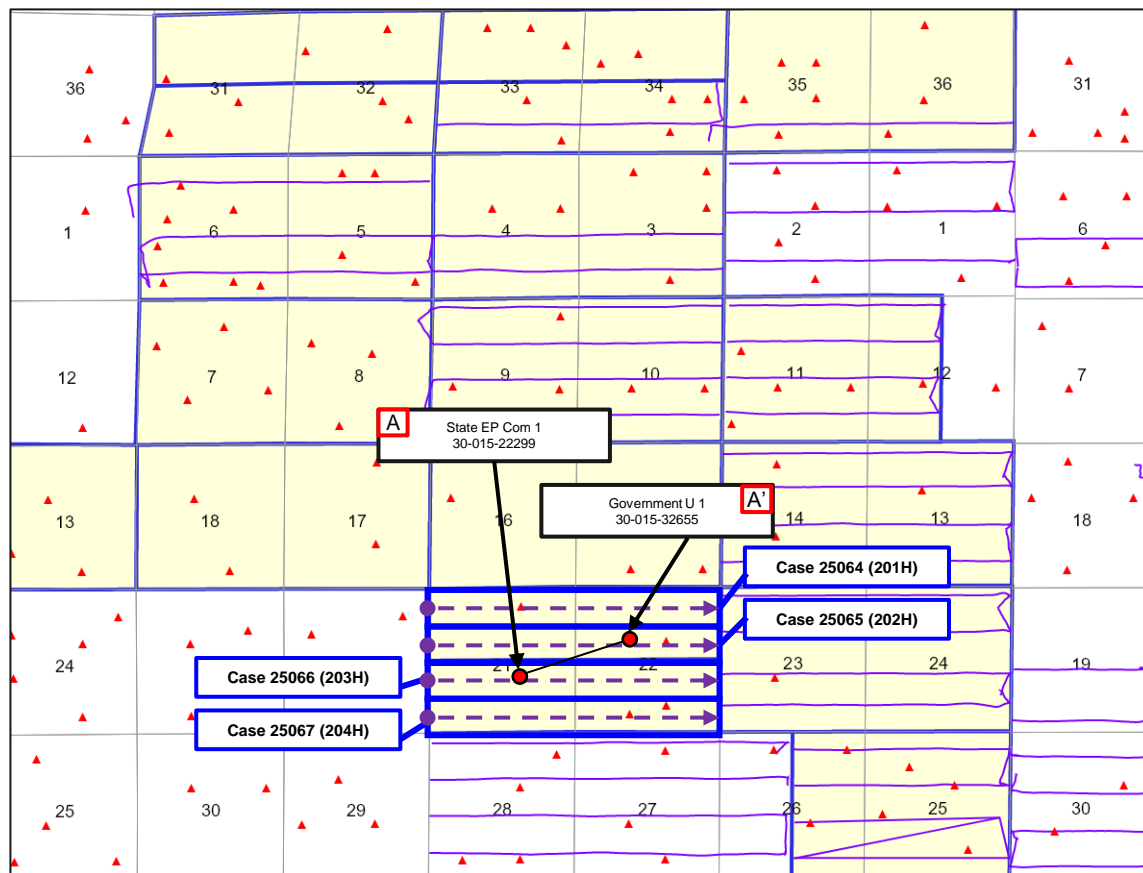 36 31 32 33 34 35 36 31
1 6 5 4 3 2 1 6
12 7 8 9 10 11 12 7
A
State EP Com 1
30-015-22299
Government U 1
30-015-32655
A'
13 18 17 16 14 13 18
Case 25064 (201H)
Case 25065 (202H)
24 22 23 24 19
Case 25066 (203H)
Case 25067 (204H)
25 30 29 28 27 26 25 30